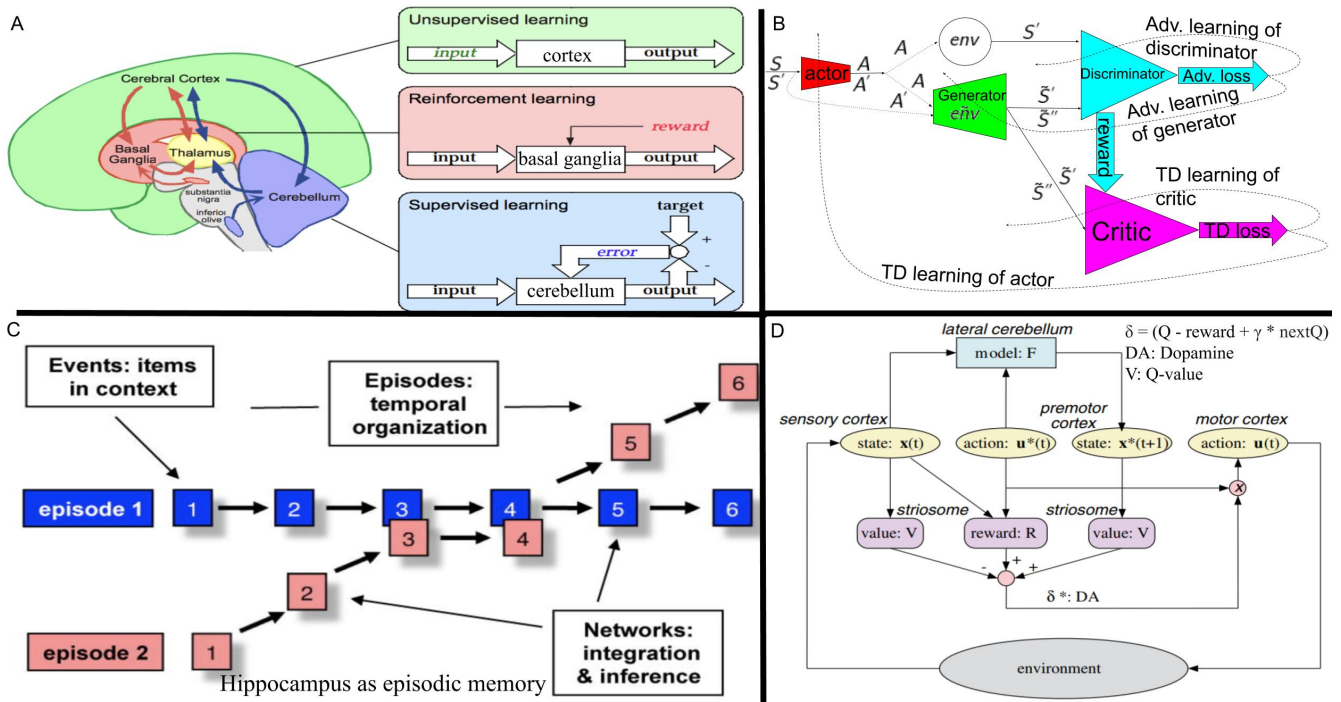 A
Unsupervised learning
input
cortex
output
Cerebral Cortex
Basal
Ganglia
Thalamus
substantia
nigra
inferior
olive
Cerebellum
Reinforcement learning
reward
input
basal ganglia
output
Supervised learning
target
+
error
-
input
cerebellum
output
B
S
S'
actor
A
A'
A
A
A'
env
S'
Generator
ẽnv
S̃'
S̃''
Discriminator
Adv. loss
Adv. learning of
discriminator
Adv. learning
of generator
reward
S̃''
S̃'
TD learning of
critic
Critic
TD loss
TD learning of actor
C
Events: items
in context
Episodes:
temporal
organization
episode 1
1
2
3
4
5
6
episode 2
1
2
3
4
5
6
Networks:
integration
& inference
Hippocampus as episodic memory
D
lateral cerebellum
model: F
δ = (Q - reward + γ * nextQ)
DA: Dopamine
V: Q-value
sensory cortex
premotor
cortex
motor cortex
state: x(t)
action: u*(t)
state: x*(t+1)
action: u(t)
x
striosome
striosome
value: V
reward: R
value: V
-
+
+
δ *: DA
environment